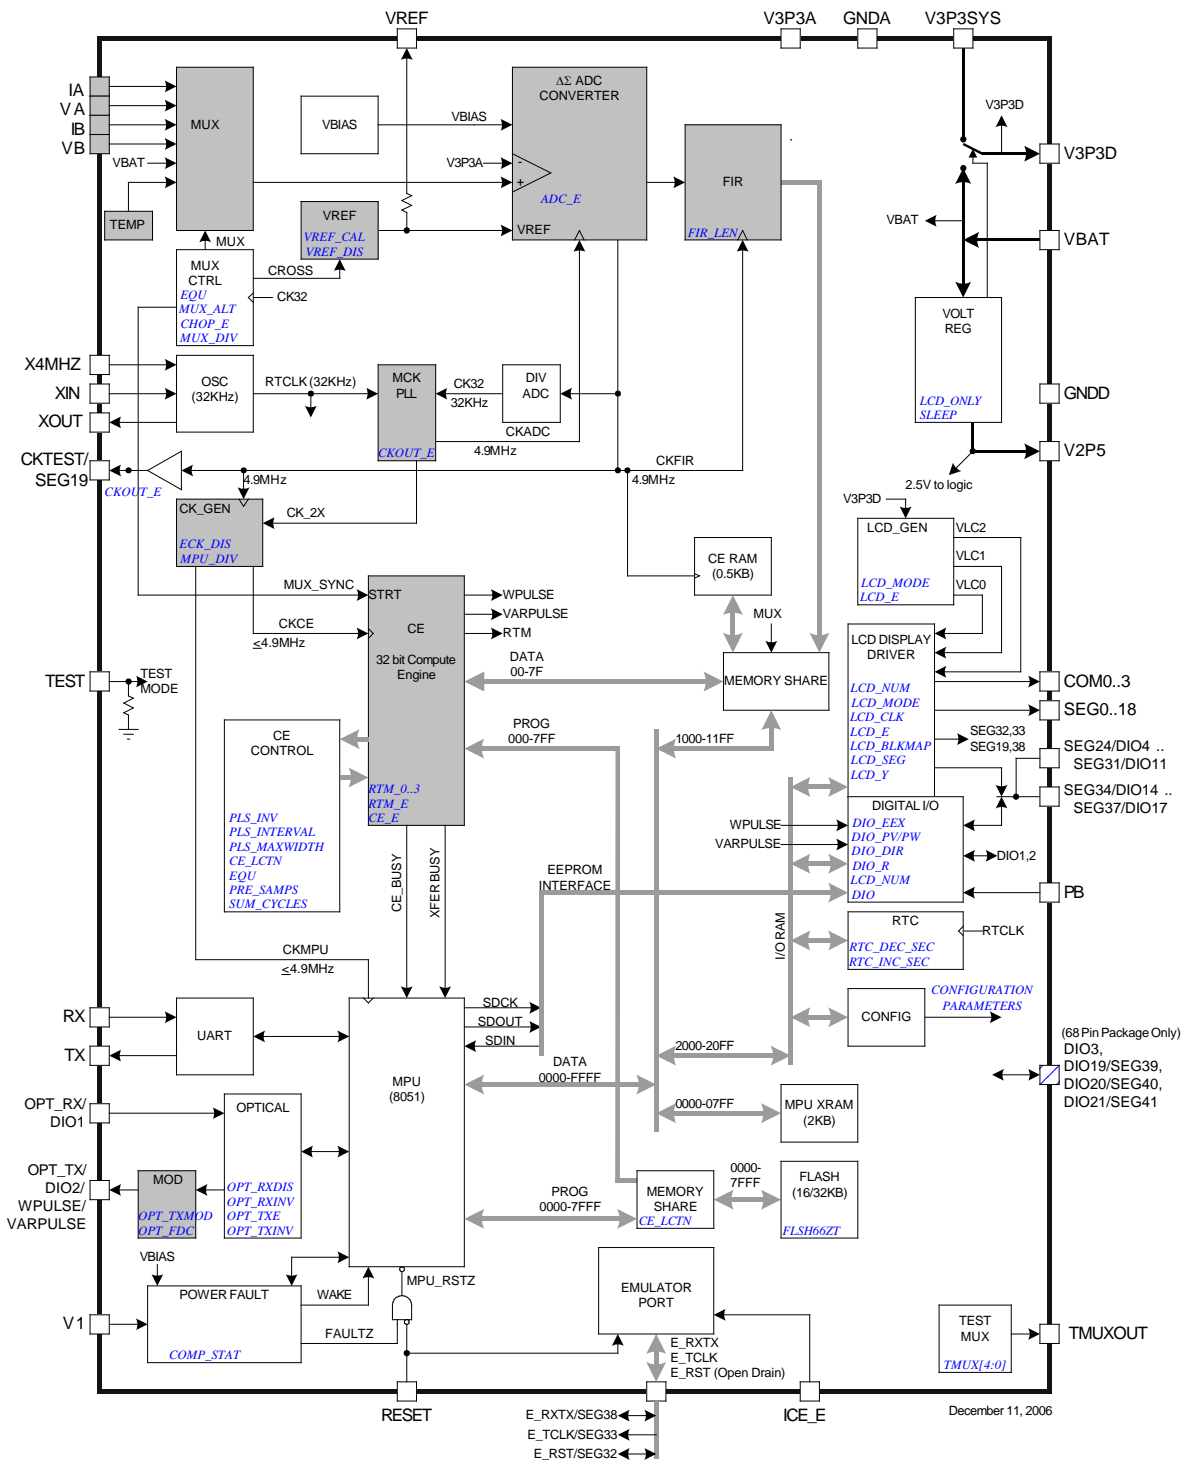 VREF
V3P3A
GNDA
V3P3SYS
IA
VA
IB
VB
VBAT
TEMP
MUX
VBIAS
VBIAS
V3P3A
ΔΣ ADC
CONVERTER
-
+
ADC_E
VREF
FIR
FIR_LEN
VREF
VREF_CAL
VREF_DIS
V3P3D
V3P3D
VBAT
VBAT
MUX
MUX
CTRL
EQU
MUX_ALT
CHOP_E
MUX_DIV
CROSS
CK32
VOLT
REG
LCD_ONLY
SLEEP
GNDD
V2P5
2.5V to logic
X4MHZ
XIN
XOUT
OSC
(32KHz)
RTCLK (32KHz)
MCK
PLL
CKOUT_E
CK32
32KHz
DIV
ADC
CKADC
4.9MHz
CKFIR
4.9MHz
CKTEST/
SEG19
CKOUT_E
4.9MHz
CK_GEN
ECK_DIS
MPU_DIV
CK_2X
V3P3D
LCD_GEN
LCD_MODE
LCD_E
VLC2
VLC1
VLC0
CE RAM
(0.5KB)
MUX_SYNC
STRT
CE
32 bit Compute
Engine
RTM_0..3
RTM_E
CE_E
CKCE
≤4.9MHz
WPULSE
VARPULSE
RTM
MUX
MEMORY SHARE
DATA
00-7F
PROG
000-7FF
1000-11FF
TEST
TEST
MODE
CE
CONTROL
PLS_INV
PLS_INTERVAL
PLS_MAXWIDTH
CE_LCTN
EQU
PRE_SAMPS
SUM_CYCLES
LCD DISPLAY
DRIVER
LCD_NUM
LCD_MODE
LCD_CLK
LCD_E
LCD_BLKMAP
LCD_SEG
LCD_Y
COM0..3
SEG0..18
SEG32,33
SEG19,38
SEG24/DIO4 ..
SEG31/DIO11
SEG34/DIO14 ..
SEG37/DIO17
DIGITAL I/O
DIO_EEX
DIO_PV/PW
DIO_DIR
DIO_R
LCD_NUM
DIO
WPULSE
VARPULSE
DIO1,2
PB
EEPROM
INTERFACE
CE_BUSY
XFER BUSY
I/O RAM
RTC
RTC_DEC_SEC
RTC_INC_SEC
RTCLK
CONFIG
CONFIGURATION
PARAMETERS
CKMPU
≤4.9MHz
RX
TX
UART
MPU
(8051)
SDCK
SDOUT
SDIN
DATA
0000-FFFF
2000-20FF
0000-07FF
MPU XRAM
(2KB)
(68 Pin Package Only)
DIO3,
DIO19/SEG39,
DIO20/SEG40,
DIO21/SEG41
OPT_RX/
DIO1
OPTICAL
OPT_RXDIS
OPT_RXINV
OPT_TXE
OPT_TXINV
OPT_TX/
DIO2/
WPULSE/
VARPULSE
MOD
OPT_TXMOD
OPT_FDC
PROG
0000-7FFF
MEMORY
SHARE
CE_LCTN
0000-
7FFF
FLASH
(16/32KB)
FLSH66ZT
VBIAS
V1
POWER FAULT
COMP_STAT
WAKE
FAULTZ
MPU_RSTZ
EMULATOR
PORT
E_RXTX
E_TCLK
E_RST (Open Drain)
TEST
MUX
TMUX[4:0]
TMUXOUT
RESET
ICE_E
December 11, 2006
E_RXTX/SEG38
E_TCLK/SEG33
E_RST/SEG32